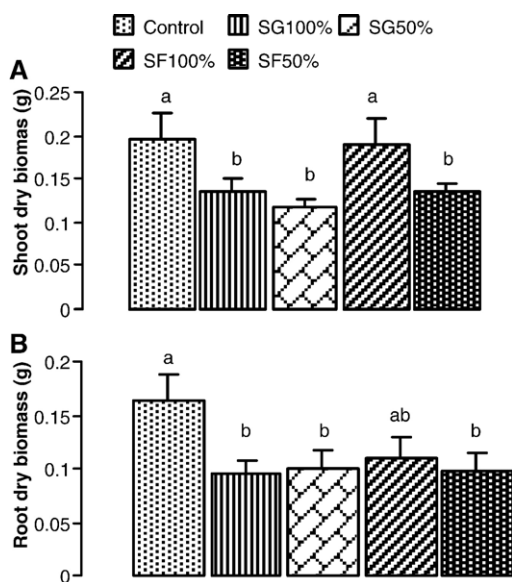 Control SG100% SG50%
SF100% SF50%
A
Shoot dry biomas (g)
0.25
0.2
0.15
0.1
0.05
0
a
b
b
a
b
B
Root dry biomass (g)
0.2
0.15
0.1
0.05
0
a
b
b
ab
b